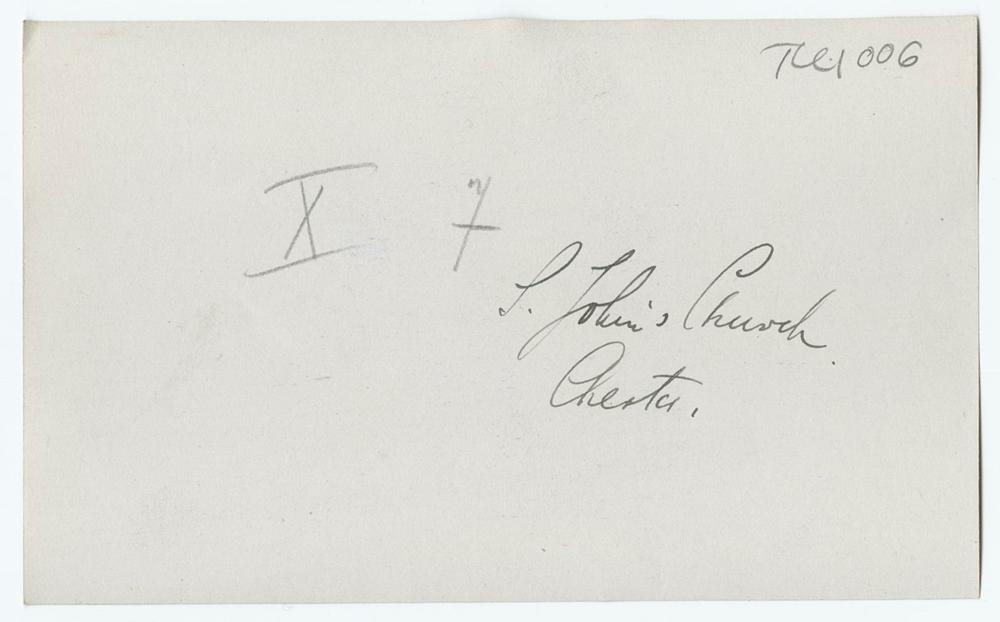 TLC1006
X 7
S. John's Church.
Chester.